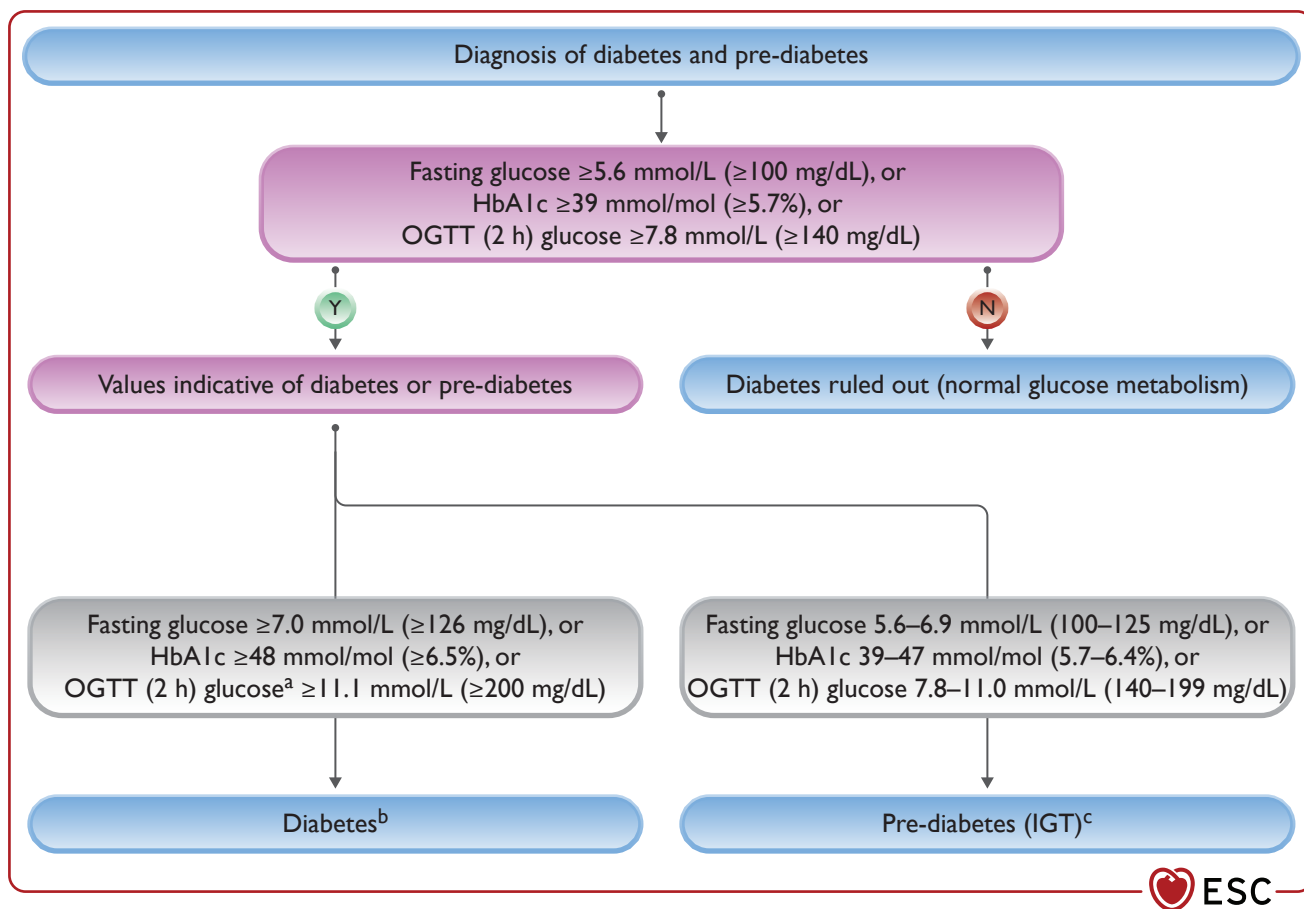 Diagnosis of diabetes and pre-diabetes
Fasting glucose ≥5.6 mmol/L (≥100 mg/dL), or
HbA1c ≥39 mmol/mol (≥5.7%), or
OGTT (2 h) glucose ≥7.8 mmol/L (≥140 mg/dL)
Y
N
Values indicative of diabetes or pre-diabetes
Diabetes ruled out (normal glucose metabolism)
Fasting glucose ≥7.0 mmol/L (≥126 mg/dL), or
HbA1c ≥48 mmol/mol (≥6.5%), or
OGTT (2 h) glucoseᵃ ≥11.1 mmol/L (≥200 mg/dL)
Fasting glucose 5.6–6.9 mmol/L (100–125 mg/dL), or
HbA1c 39–47 mmol/mol (5.7–6.4%), or
OGTT (2 h) glucose 7.8–11.0 mmol/L (140–199 mg/dL)
Diabetesᵇ
Pre-diabetes (IGT)ᶜ
ESC